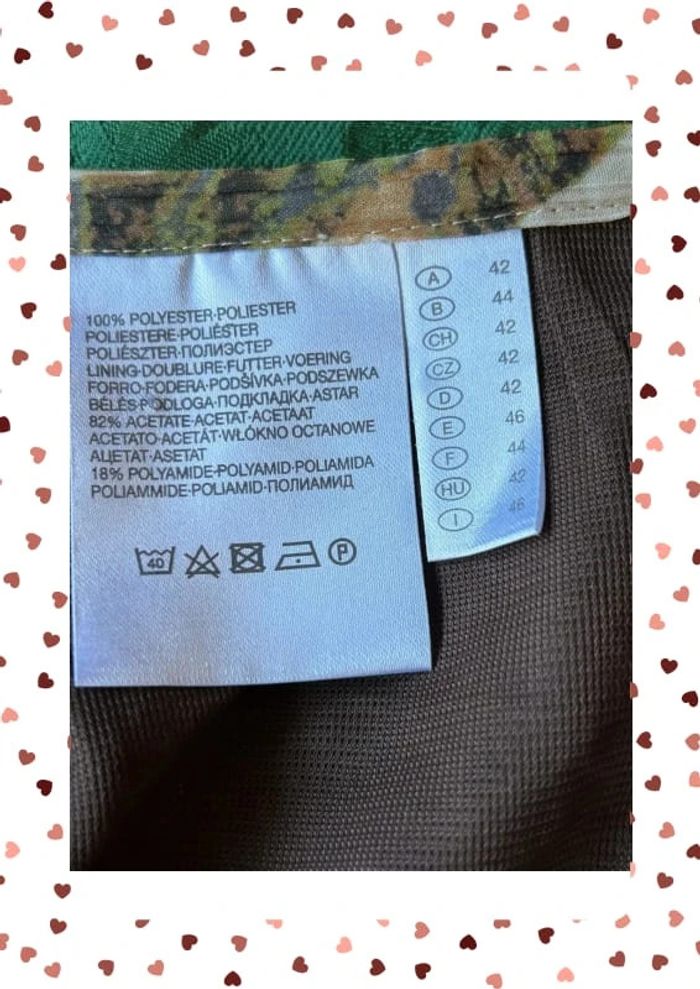 100% POLYESTER·POLIESTER
POLIESTERE·POLIÉSTER
POLIÉSZTER·ПОЛИЭСТЕР
LINING·DOUBLURE·FUTTER·VOERING
FORRO·FODERA·PODŠÍVKA·PODSZEWKA
BÉLÉS·PODLOGA·ПОДКЛАДКА·ASTAR
82% ACETATE·ACETAT·ACETAAT
ACETATO·ACETÁT·WŁÓKNO OCTANOWE
АЦЕТАТ·ASETAT
18% POLYAMIDE·POLYAMID·POLIAMIDA
POLIAMMIDE·POLIAMID·ПОЛИАМИД
40 P
A 42
B 44
CH 42
CZ 42
D 42
E 46
F 44
HU 42
I 46